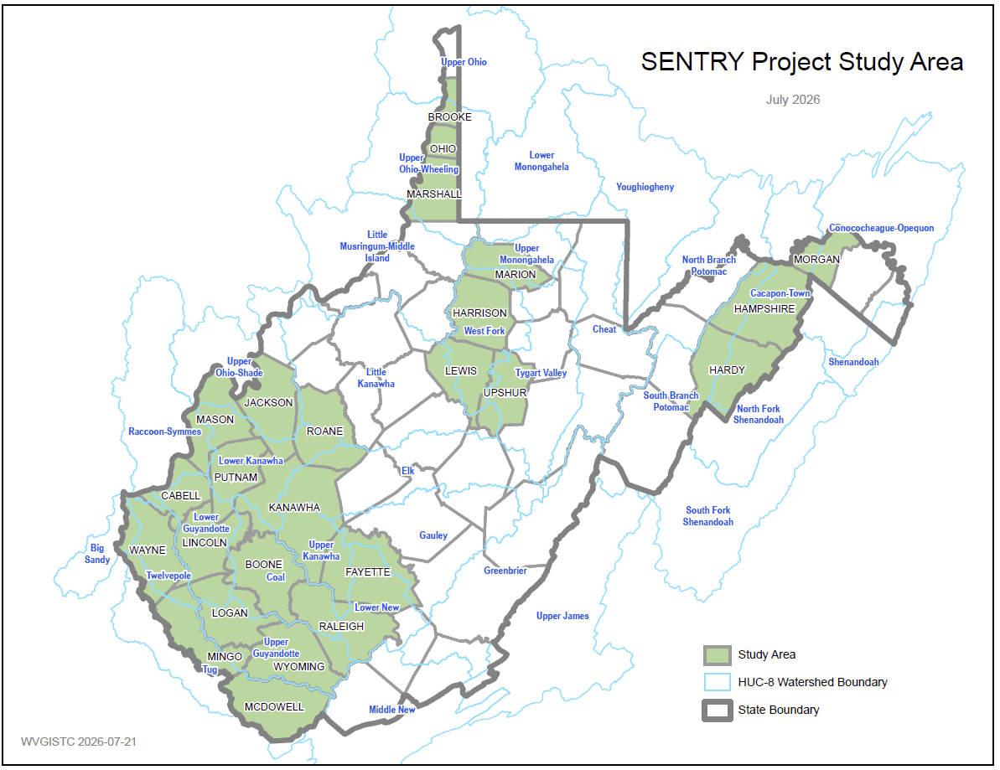 SENTRY Project Study Area
July 2026
Upper Ohio
BROOKE
OHIO
Upper
Ohio-Wheeling
MARSHALL
Lower
Monongahela
Youghiogheny
Little
Musringum-Middle
Island
Upper
Monongahela
MARION
North Branch
Potomac
Conococheague-Opequon
MORGAN
Cacapon-Town
HAMPSHIRE
HARRISON
West Fork
Cheat
HARDY
Shenandoah
Upper
Ohio-Shade
Little
Kanawha
LEWIS
Tygart Valley
UPSHUR
South Branch
Potomac
North Fork
Shenandoah
JACKSON
MASON
ROANE
Raccoon-Symmes
Lower Kanawha
PUTNAM
Elk
CABELL
KANAWHA
South Fork
Shenandoah
Lower
Guyandotte
LINCOLN
Gauley
Big
Sandy
WAYNE
Upper
Kanawha
BOONE
Coal
FAYETTE
Greenbrier
Twelvepole
LOGAN
Lower New
RALEIGH
Upper James
Upper
Guyandotte
MINGO
Tug
WYOMING
MCDOWELL
Middle New
Study Area
HUC-8 Watershed Boundary
State Boundary
WVGISTC 2026-07-21